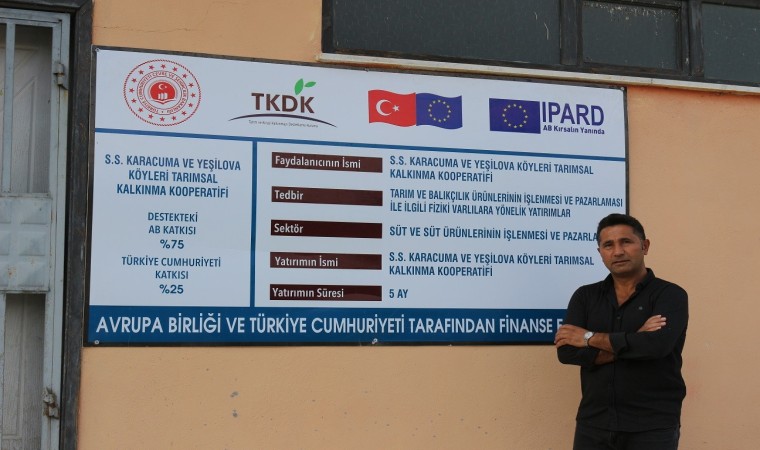 TKDK
IPARD
AB Kırsalın Yanında
S.S. KARACUMA VE YEŞİLOVA
KÖYLERİ TARIMSAL
KALKINMA KOOPERATİFİ
DESTEKTEKİ
AB KATKISI
%75
TÜRKİYE CUMHURİYETİ
KATKISI
%25
Faydalanıcının İsmi
S.S. KARACUMA VE YEŞİLOVA KÖYLERİ TARIMSAL
KALKINMA KOOPERATİFİ
Tedbir
TARIM VE BALIKÇILIK ÜRÜNLERİNİN İŞLENMESİ VE PAZARLAMASI
İLE İLGİLİ FİZİKİ VARLILARA YÖNELİK YATIRIMLAR
Sektör
SÜT VE SÜT ÜRÜNLERİNİN İŞLENMESİ VE PAZARLA
Yatırımın İsmi
S.S. KARACUMA VE YEŞİLOVA KÖYLERİ TARIMSAL
KALKINMA KOOPERATİFİ
Yatırımın Süresi
5 AY
AVRUPA BİRLİĞİ VE TÜRKİYE CUMHURİYETİ TARAFINDAN FİNANSE E